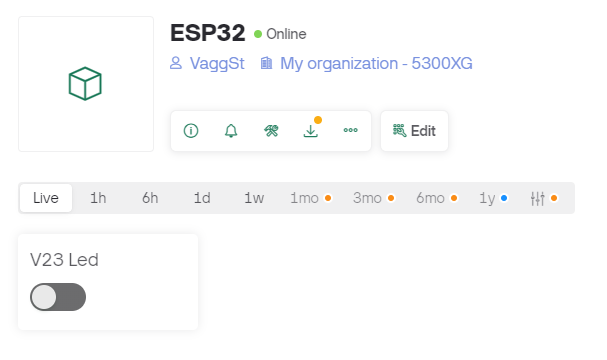 ESP32 Online
VaggSt My organization - 5300XG
Edit
Live 1h 6h 1d 1w 1mo 3mo 6mo 1y
V23 Led